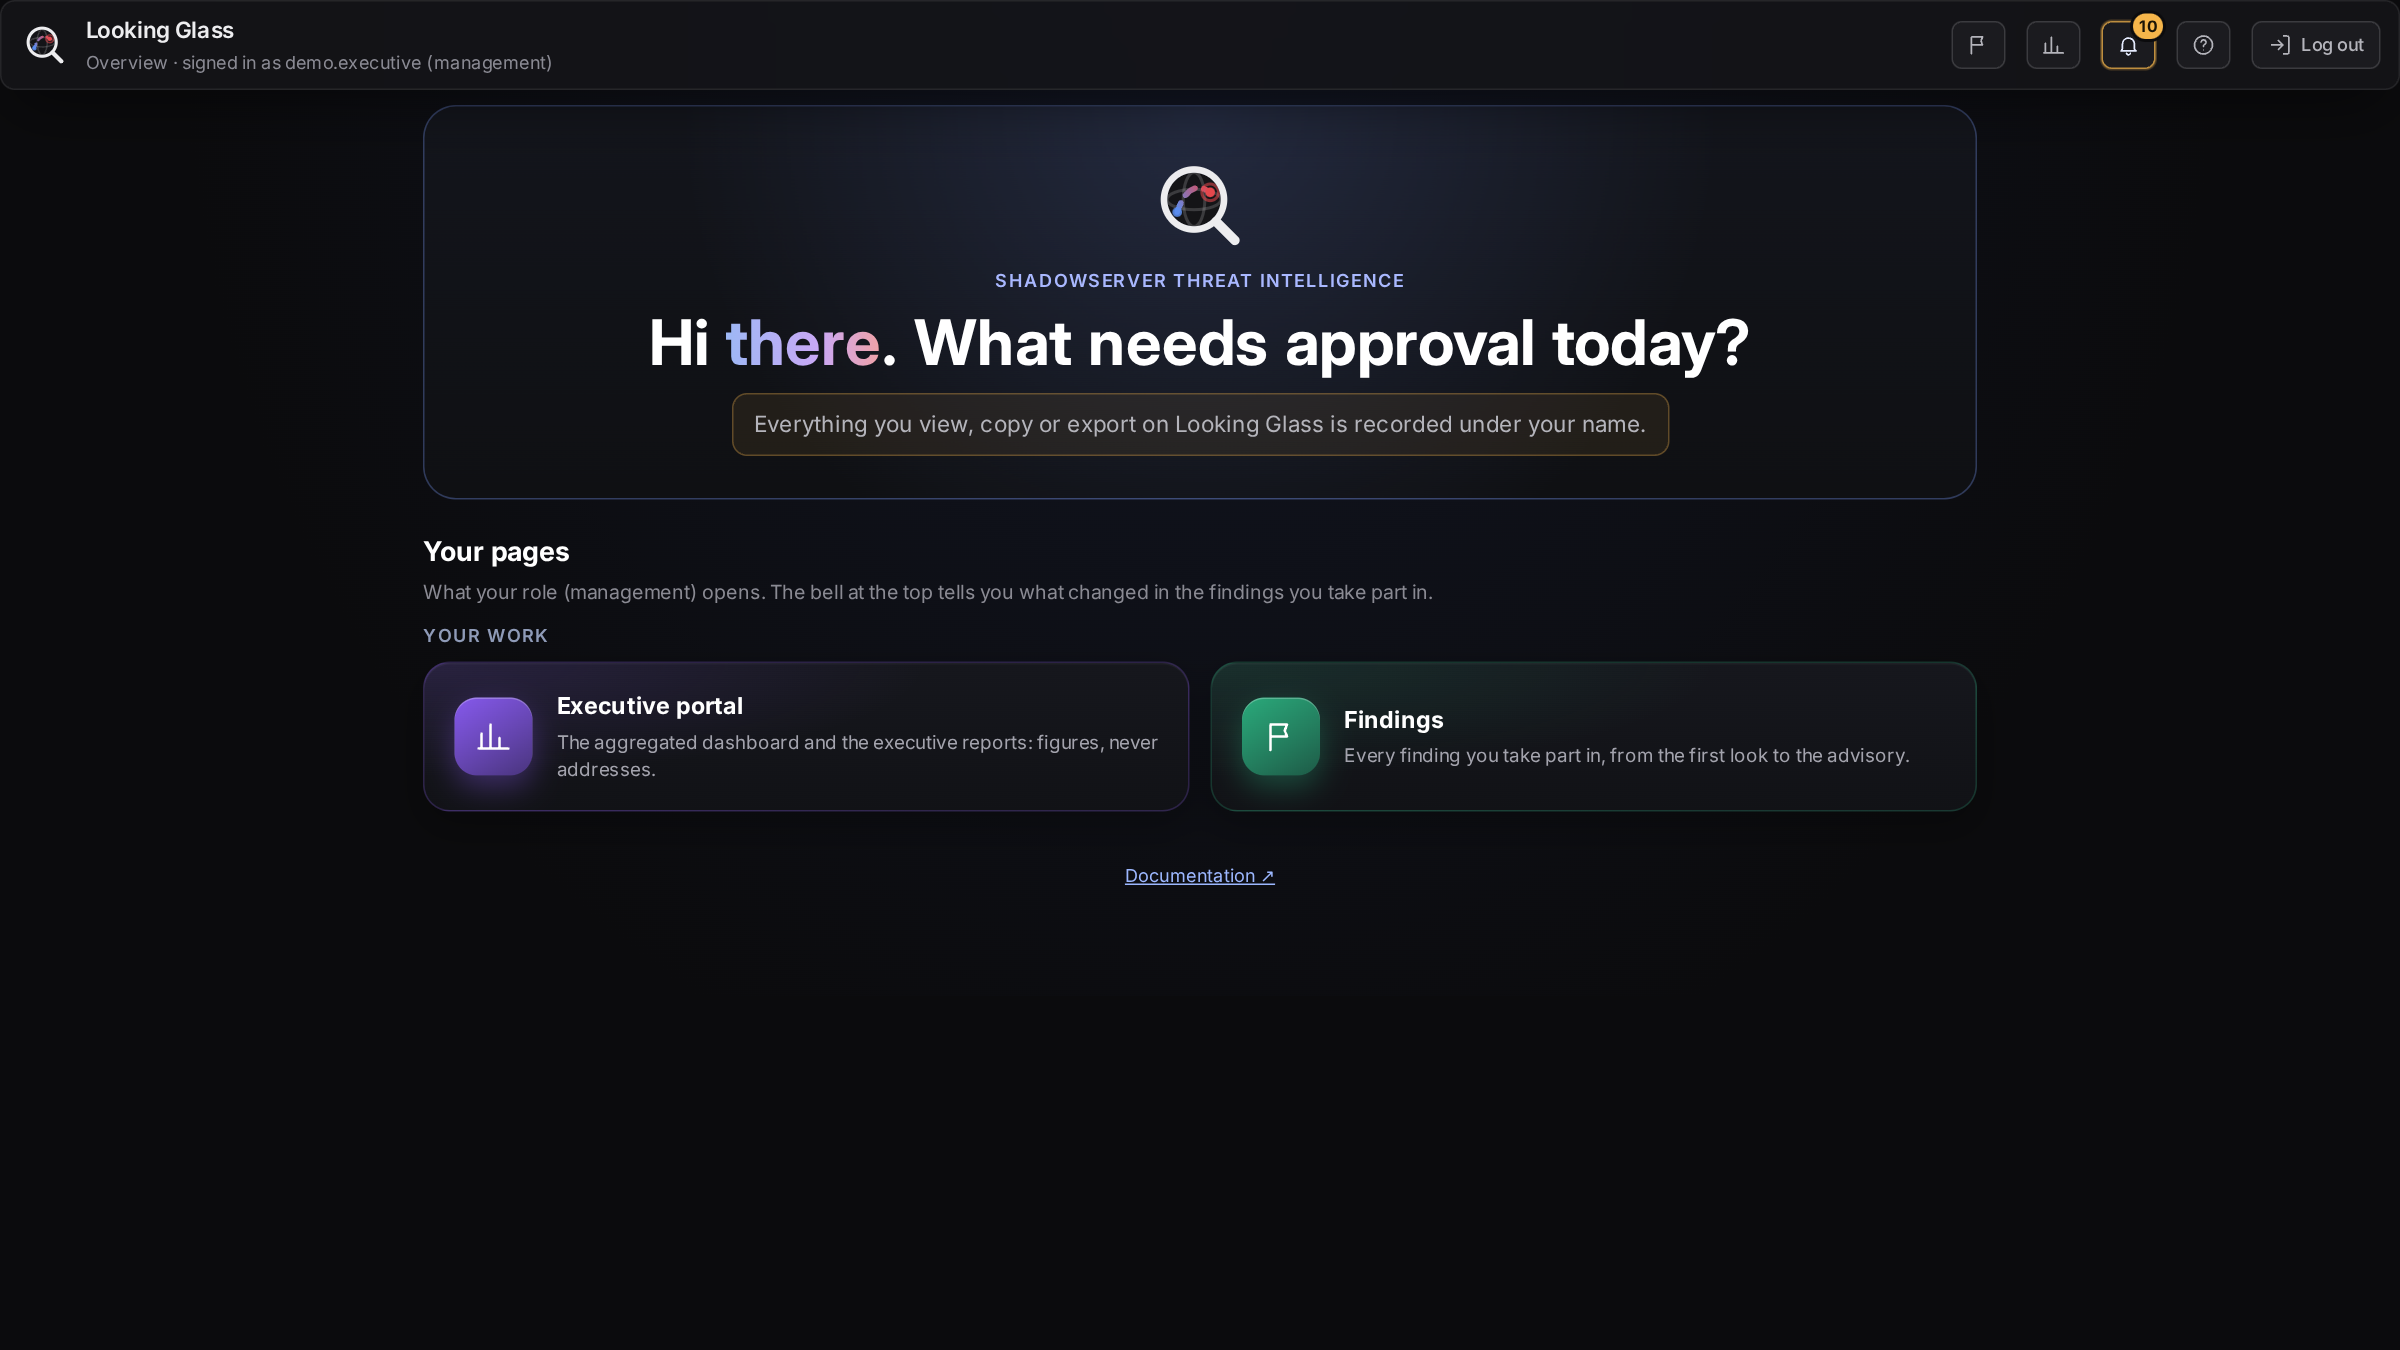 Looking Glass
Overview · signed in as demo.executive (management)
10
Log out
SHADOWSERVER THREAT INTELLIGENCE
Hi there. What needs approval today?
Everything you view, copy or export on Looking Glass is recorded under your name.
Your pages
What your role (management) opens. The bell at the top tells you what changed in the findings you take part in.
YOUR WORK
Executive portal
The aggregated dashboard and the executive reports: figures, never
addresses.
Findings
Every finding you take part in, from the first look to the advisory.
Documentation ↗